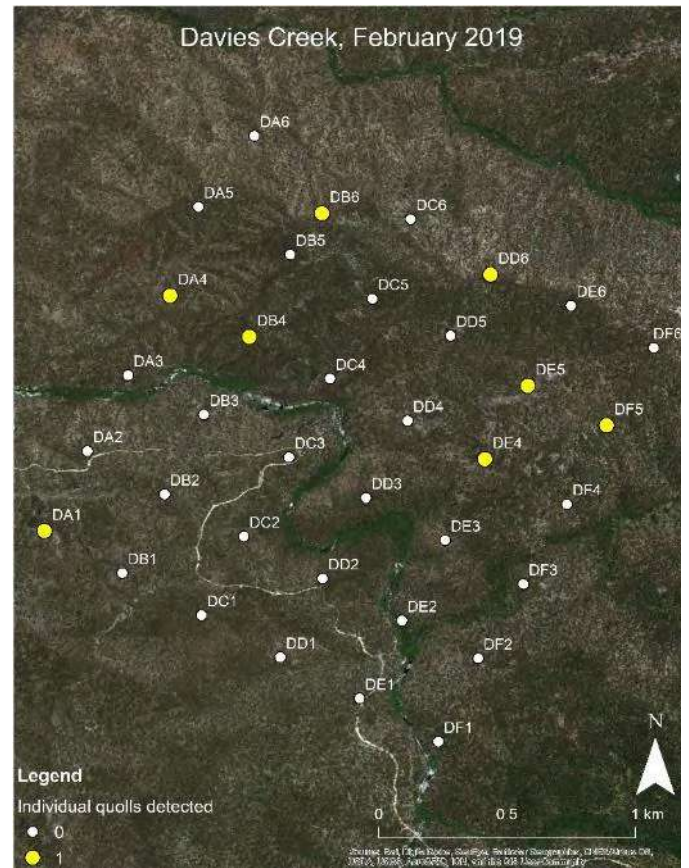 Davies Creek, February 2019
DA6
DA5
DB6
DC6
DB5
DD6
DA4
DC5
DE6
DB4
DD5
DF6
DA3
DC4
DE5
DB3
DD4
DF5
DA2
DC3
DE4
DB2
DD3
DF4
DA1
DC2
DE3
DB1
DD2
DF3
DC1
DE2
DD1
DF2
DE1
N
DF1
Legend
Individual quolls detected
0
1
0 0.5 1 km